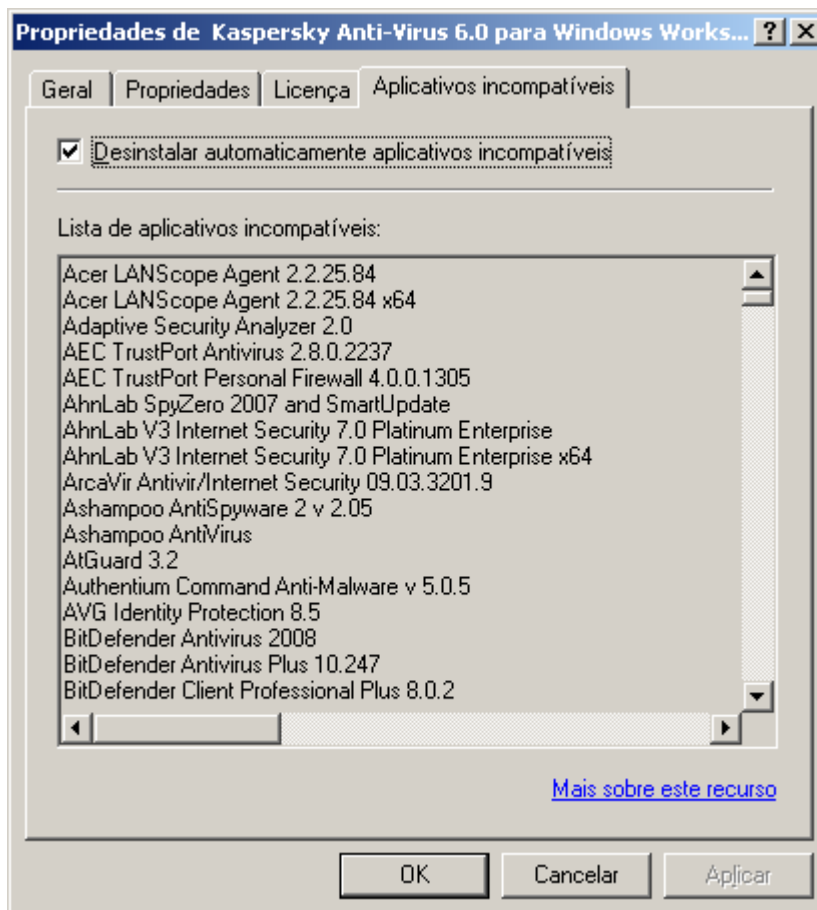 Propriedades de Kaspersky Anti-Virus 6.0 para Windows Works...
Geral
Propriedades
Licença
Aplicativos incompatíveis
Desinstalar automaticamente aplicativos incompatíveis
Lista de aplicativos incompatíveis:
Acer LANScope Agent 2.2.25.84
Acer LANScope Agent 2.2.25.84 x64
Adaptive Security Analyzer 2.0
AEC TrustPort Antivirus 2.8.0.2237
AEC TrustPort Personal Firewall 4.0.0.1305
AhnLab SpyZero 2007 and SmartUpdate
AhnLab V3 Internet Security 7.0 Platinum Enterprise
AhnLab V3 Internet Security 7.0 Platinum Enterprise x64
ArcaVir Antivir/Internet Security 09.03.3201.9
Ashampoo AntiSpyware 2 v 2.05
Ashampoo AntiVirus
AtGuard 3.2
Authentium Command Anti-Malware v 5.0.5
AVG Identity Protection 8.5
BitDefender Antivirus 2008
BitDefender Antivirus Plus 10.247
BitDefender Client Professional Plus 8.0.2
Mais sobre este recurso
OK
Cancelar
Aplicar